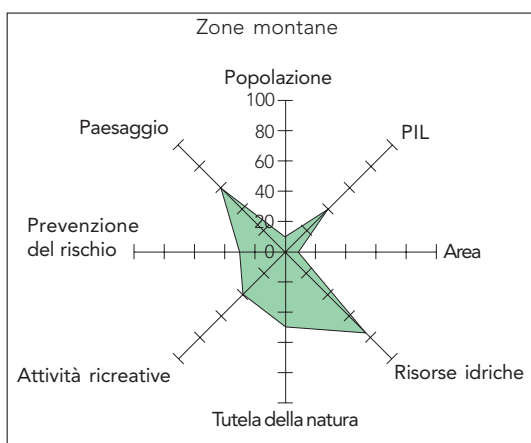 Zone montane
Popolazione
100
80
60
40
20
0
PIL
Paesaggio
Prevenzione
del rischio
Area
Attività ricreative
Risorse idriche
Tutela della natura